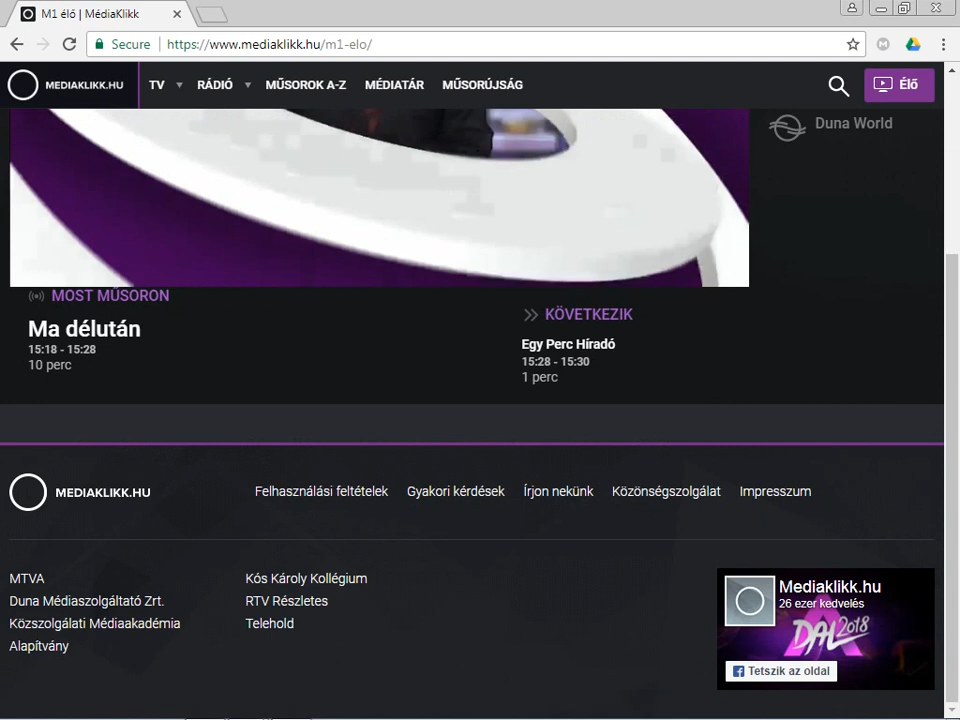 M1 élő | MédiaKlikk
Secure
https://www.mediaklikk.hu/m1-elo/
MEDIAKLIKK.HU
TV
RÁDIÓ
MŰSOROK A-Z
MÉDIATÁR
MŰSORÚJSÁG
Élő
Duna World
MOST MŰSORON
Ma délután
15:18 - 15:28
10 perc
KÖVETKEZIK
Egy Perc Híradó
15:28 - 15:30
1 perc
MEDIAKLIKK.HU
Felhasználási feltételek
Gyakori kérdések
Írjon nekünk
Közönségszolgálat
Impresszum
MTVA
Duna Médiaszolgáltató Zrt.
Közszolgálati Médiaakadémia
Alapítvány
Kós Károly Kollégium
RTV Részletes
Telehold
Mediaklikk.hu
26 ezer kedvelés
A DAL 2018
Tetszik az oldal